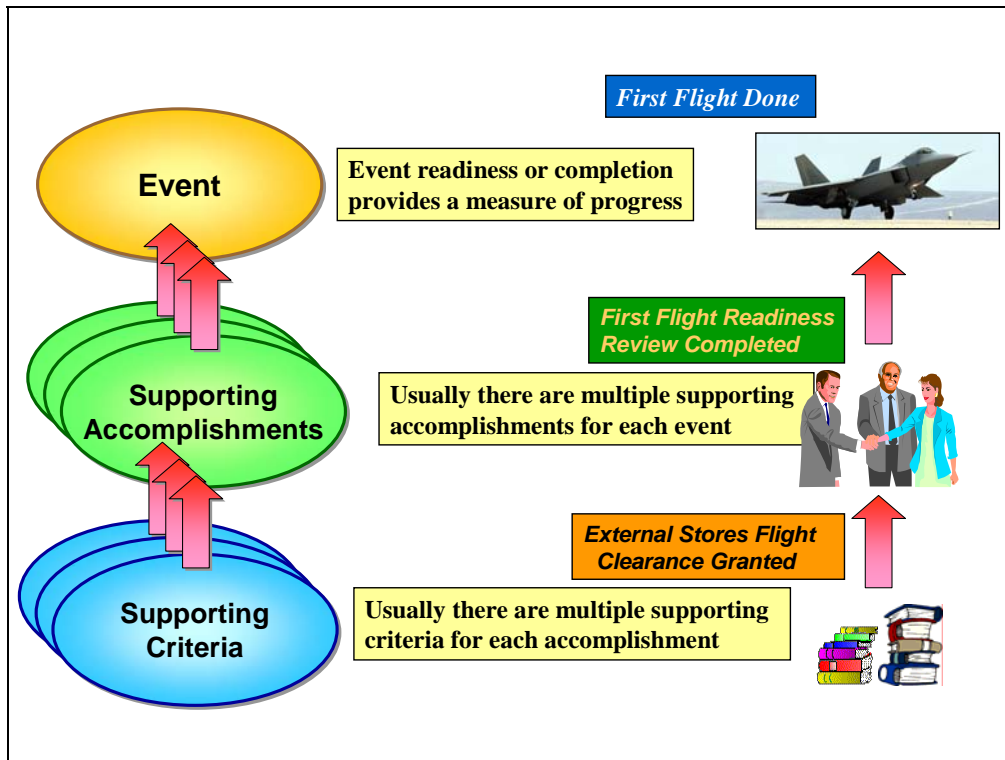 First Flight Done
Event
Event readiness or completion
provides a measure of progress
First Flight Readiness
Review Completed
Supporting
Accomplishments
Usually there are multiple supporting
accomplishments for each event
External Stores Flight
Clearance Granted
Supporting
Criteria
Usually there are multiple supporting
criteria for each accomplishment